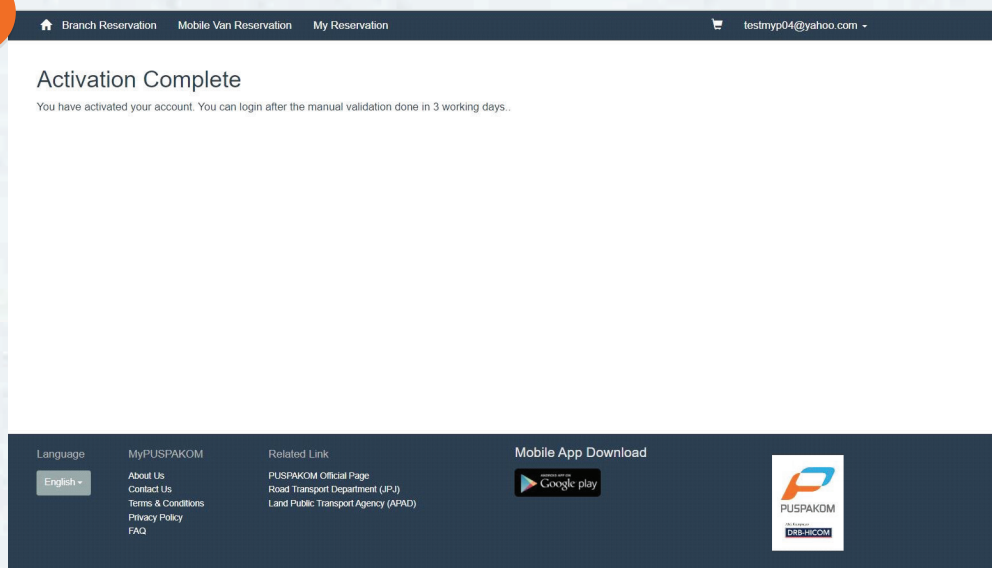 Branch Reservation Mobile Van Reservation My Reservation testmyp04@yahoo.com
Activation Complete
You have activated your account. You can login after the manual validation done in 3 working days..
Language MyPUSPAKOM Related Link Mobile App Download
English
About Us
Contact Us
Terms & Conditions
Privacy Policy
FAQ
PUSPAKOM Official Page
Road Transport Department (JPJ)
Land Public Transport Agency (APAD)
Google play
PUSPAKOM
DRB-HICOM